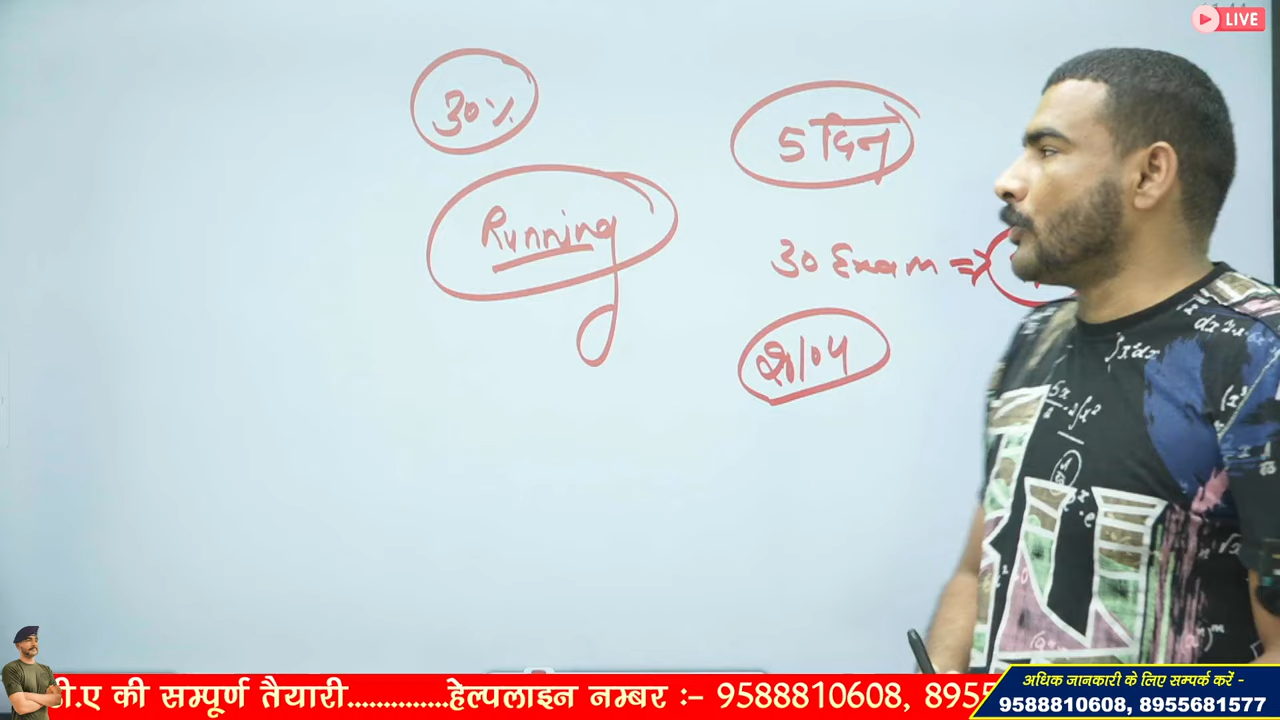 LIVE
30%
Running
5 दिन
30 Exam =>
ी.ए की सम्पूर्ण तैयारी...............हेल्पलाइन नम्बर :- 9588810608, 8955
अधिक जानकारी के लिए सम्पर्क करें -
9588810608, 8955681577